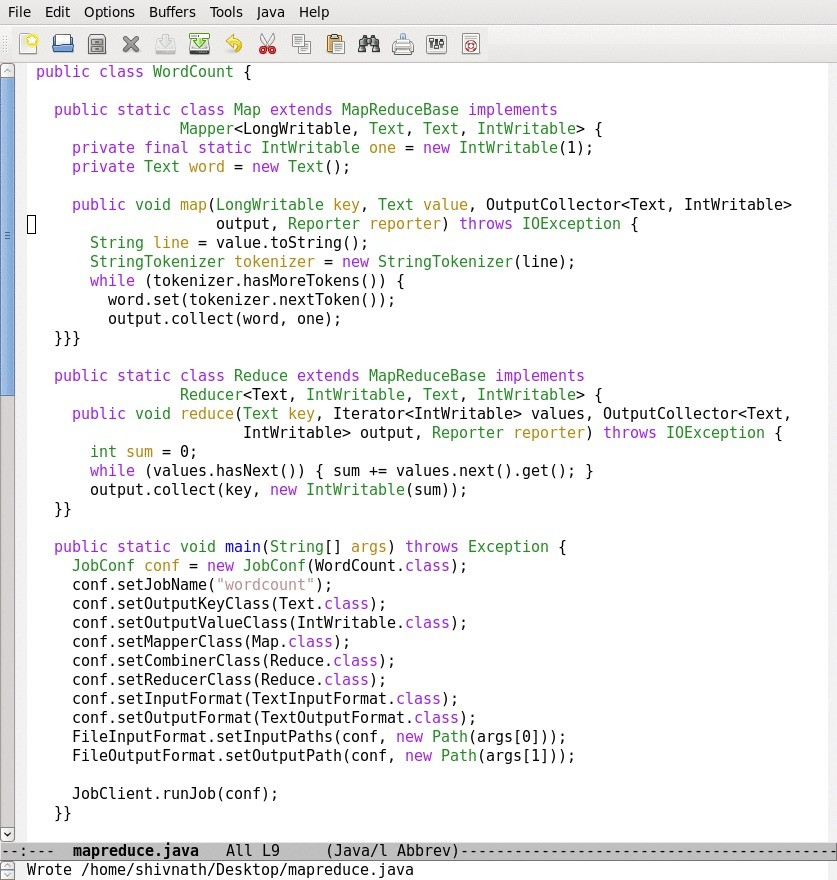 File Edit Options Buffers Tools Java Help
public class WordCount {
public static class Map extends MapReduceBase implements
Mapper<LongWritable, Text, Text, IntWritable> {
private final static IntWritable one = new IntWritable(1);
private Text word = new Text();
public void map(LongWritable key, Text value, OutputCollector<Text, IntWritable>
output, Reporter reporter) throws IOException {
String line = value.toString();
StringTokenizer tokenizer = new StringTokenizer(line);
while (tokenizer.hasMoreTokens()) {
word.set(tokenizer.nextToken());
output.collect(word, one);
}}}
public static class Reduce extends MapReduceBase implements
Reducer<Text, IntWritable, Text, IntWritable> {
public void reduce(Text key, Iterator<IntWritable> values, OutputCollector<Text,
IntWritable> output, Reporter reporter) throws IOException {
int sum = 0;
while (values.hasNext()) { sum += values.next().get(); }
output.collect(key, new IntWritable(sum));
}}
public static void main(String[] args) throws Exception {
JobConf conf = new JobConf(WordCount.class);
conf.setJobName("wordcount");
conf.setOutputKeyClass(Text.class);
conf.setOutputValueClass(IntWritable.class);
conf.setMapperClass(Map.class);
conf.setCombinerClass(Reduce.class);
conf.setReducerClass(Reduce.class);
conf.setInputFormat(TextInputFormat.class);
conf.setOutputFormat(TextOutputFormat.class);
FileInputFormat.setInputPaths(conf, new Path(args[0]));
FileOutputFormat.setOutputPath(conf, new Path(args[1]));
JobClient.runJob(conf);
}}
--:--- mapreduce.java All L9 (Java/l Abbrev)------------------------------------------
Wrote /home/shivnath/Desktop/mapreduce.java